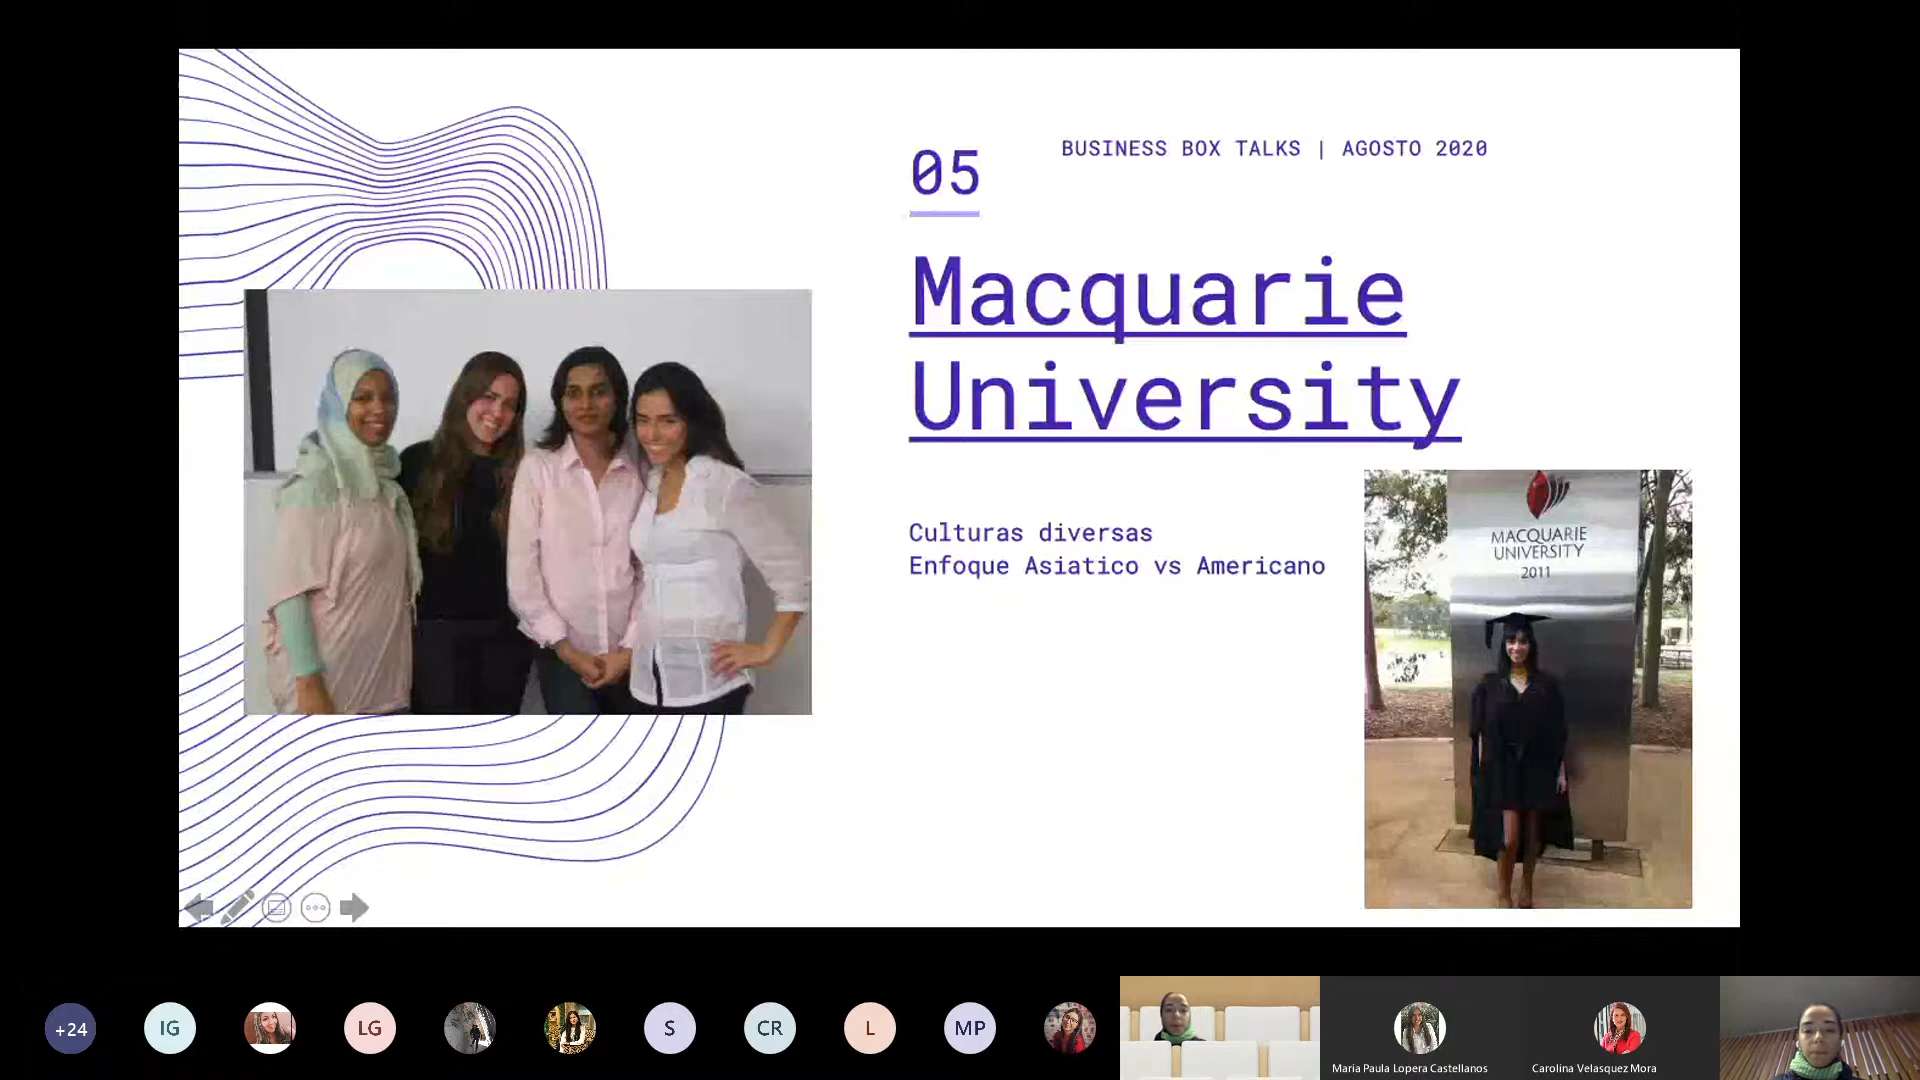 05
BUSINESS BOX TALKS | AGOSTO 2020
Macquarie
University
Culturas diversas
Enfoque Asiatico vs Americano
MACQUARIE
UNIVERSITY
2011
+24
IG
LG
S
CR
L
MP
Maria Paula Lopera Castellanos
Carolina Velasquez Mora